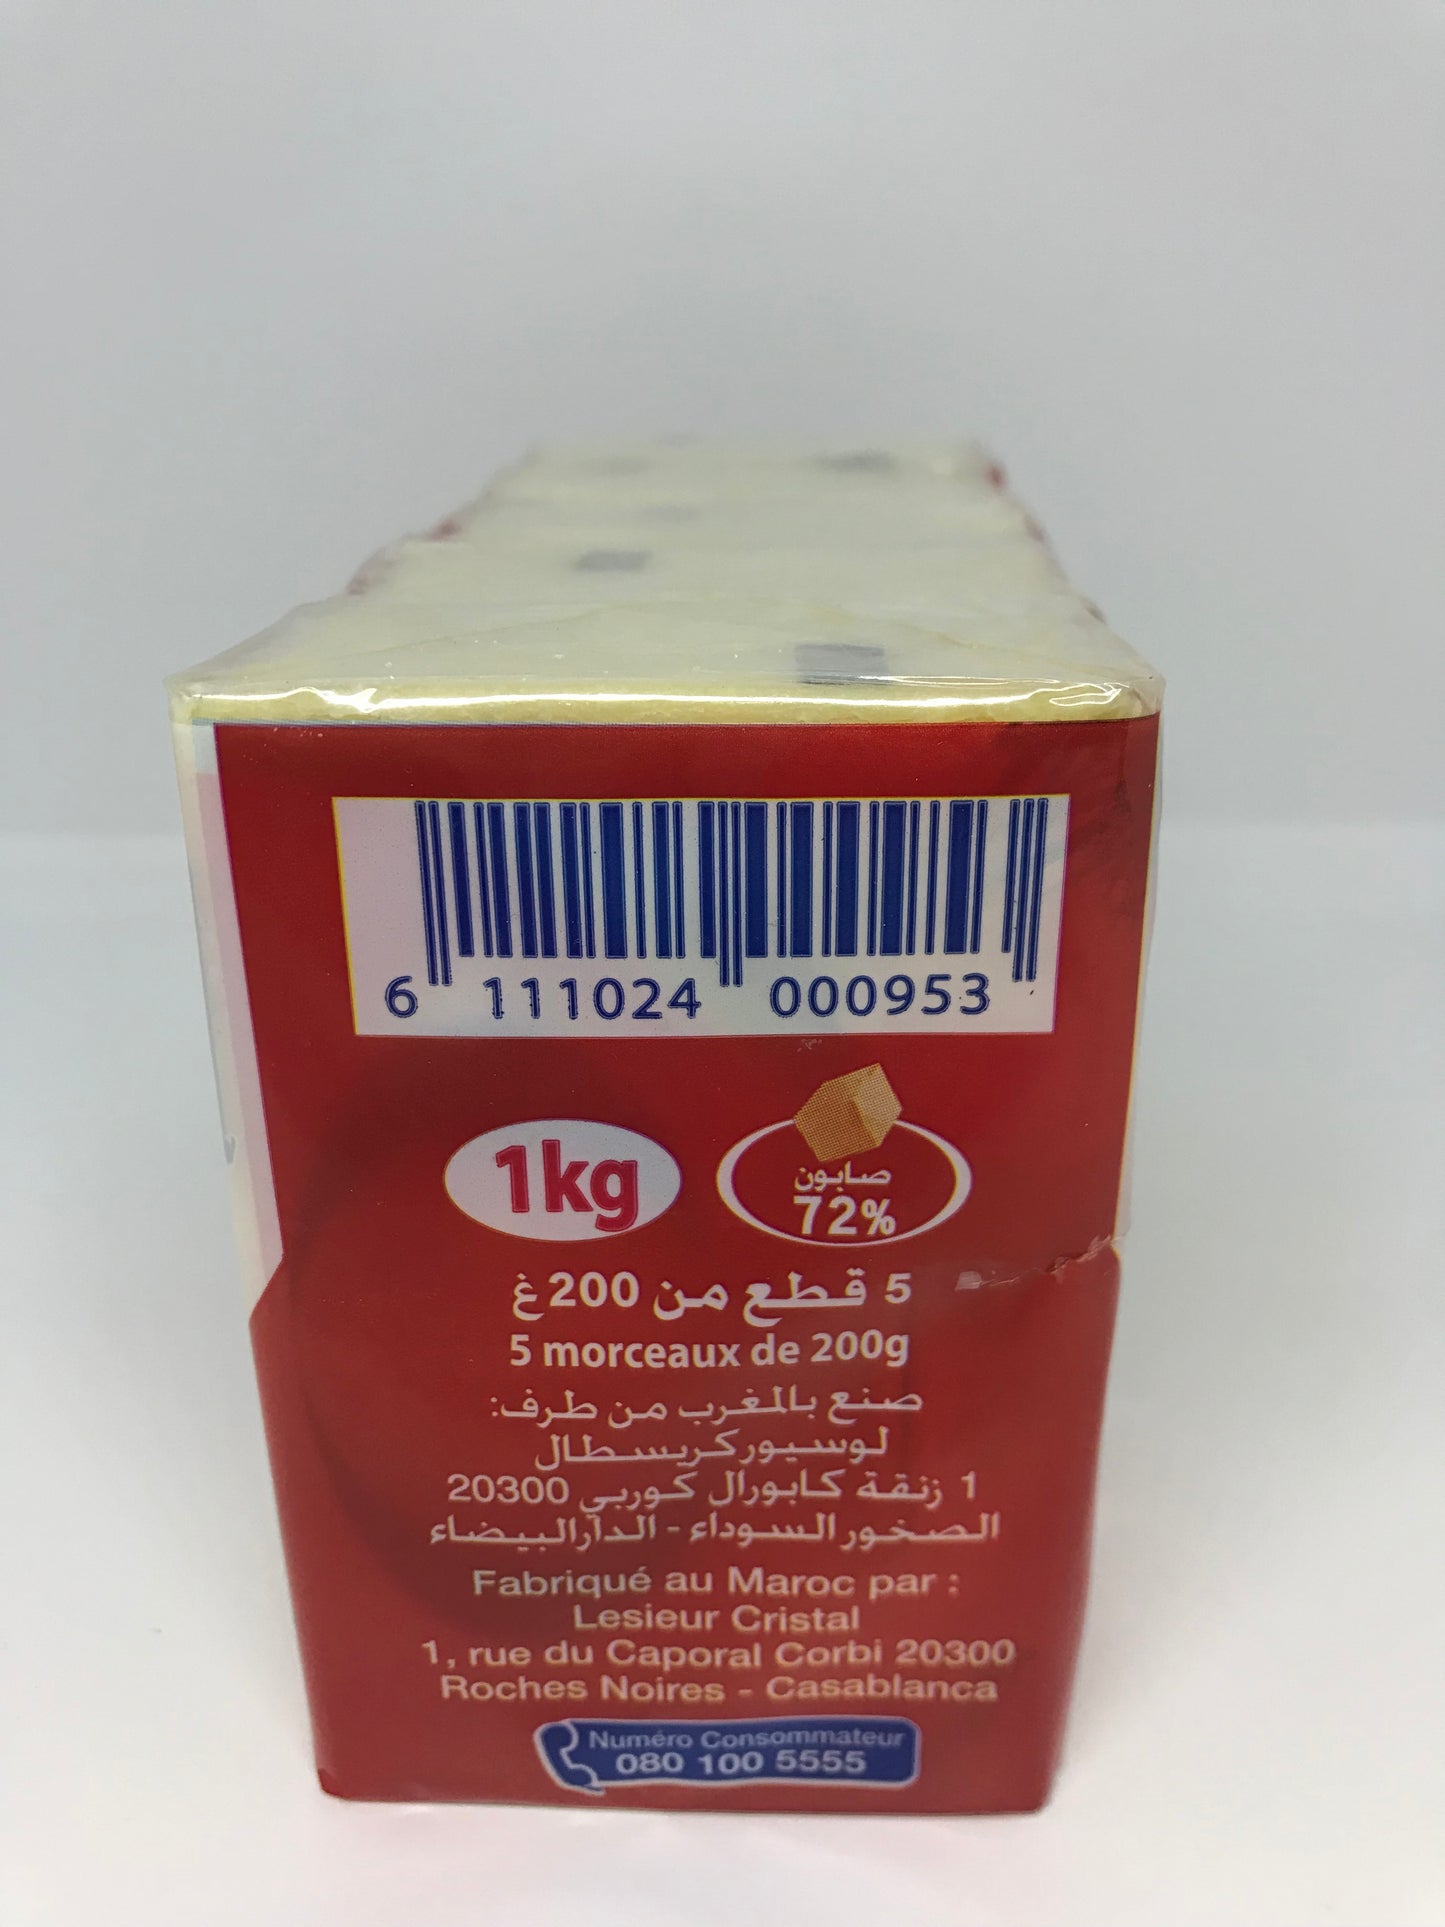 6 111024 000953
1kg
صابون
72%
5 قطع من 200 غ
5 morceaux de 200g
صنع بالمغرب من طرف:
لوسيور كريسطال
1 زنقة كابورال كوربي 20300
الصخور السوداء - الدار البيضاء
Fabriqué au Maroc par :
Lesieur Cristal
1, rue du Caporal Corbi 20300
Roches Noires - Casablanca
Numéro Consommateur
080 100 5555